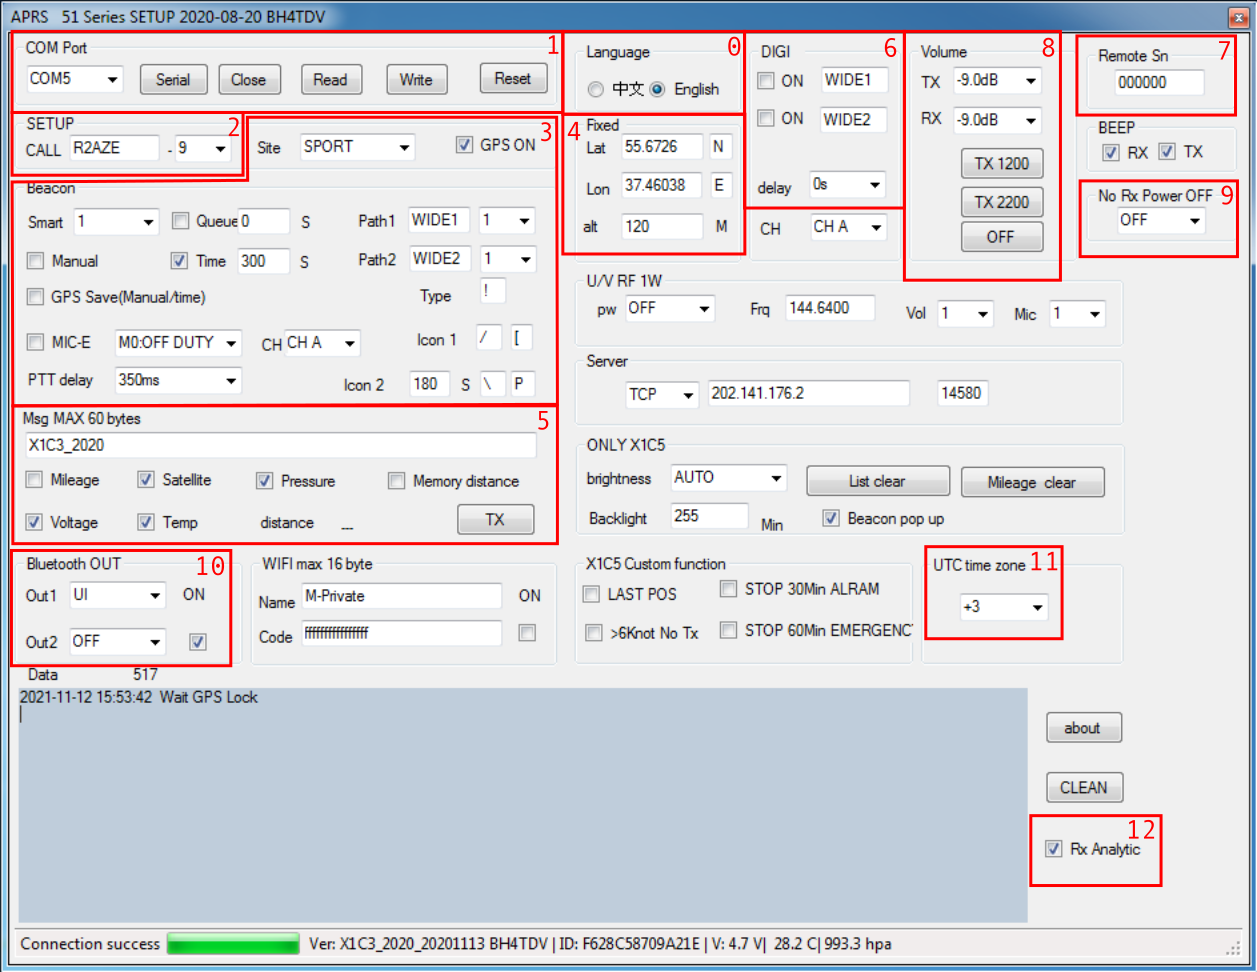 APRS 51 Series SETUP 2020-08-20 BH4TDV
COM Port 1
COM5 Serial Close Read Write Reset
Language 0
中文 English
DIGI 6
ON WIDE1
ON WIDE2
delay 0s
CH CH A
Volume 8
TX -9.0dB
RX -9.0dB
TX 1200
TX 2200
OFF
Remote Sn 7
000000
BEEP
RX TX
No Rx Power OFF 9
OFF
SETUP 2
CALL R2AZE - 9
Site SPORT GPS ON 3
4 Fixed
Lat 55.6726 N
Lon 37.46038 E
alt 120 M
Beacon
Smart 1 Queue 0 S Path1 WIDE1 1
Manual Time 300 S Path2 WIDE2 1
GPS Save(Manual/time) Type !
MIC-E M0:OFF DUTY CH CH A Icon 1 / [
PTT delay 350ms Icon 2 180 S \ P
U/V RF 1W
pw OFF Frq 144.6400 Vol 1 Mic 1
Server
TCP 202.141.176.2 14580
Msg MAX 60 bytes 5
X1C3_2020
Mileage Satellite Pressure Memory distance
Voltage Temp distance --- TX
ONLY X1C5
brightness AUTO List clear Mileage clear
Backlight 255 Min Beacon pop up
Bluetooth OUT 10
Out1 UI ON
Out2 OFF
WIFI max 16 byte
Name M-Private ON
Code ffffffffffffffff
X1C5 Custom function
LAST POS STOP 30Min ALRAM
>6Knot No Tx STOP 60Min EMERGENC
UTC time zone 11
+3
Data 517
2021-11-12 15:53:42 Wait GPS Lock
about
CLEAN
12
Rx Analytic
Connection success Ver: X1C3_2020_20201113 BH4TDV | ID: F628C58709A21E | V: 4.7 V| 28.2 C| 993.3 hpa